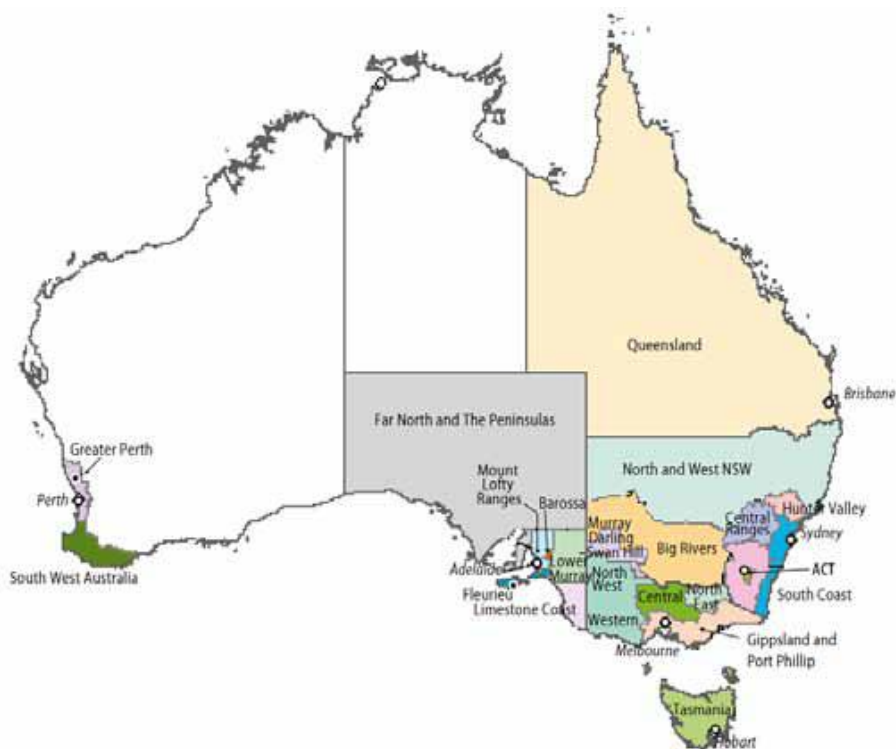 Queensland
Brisbane
Far North and The Peninsulas
Greater Perth
Mount
Lofty
Ranges
North and West NSW
Barossa
Perth
Hunter Valley
Central
Ranges
Murray
Darling
Swan Hill
Sydney
Big Rivers
Adelaide
Lower
Murray
North
West
ACT
South West Australia
Fleurieu
Limestone Coast
Central
North
East
South Coast
Western
Melbourne
Gippsland and
Port Phillip
Tasmania
Hobart